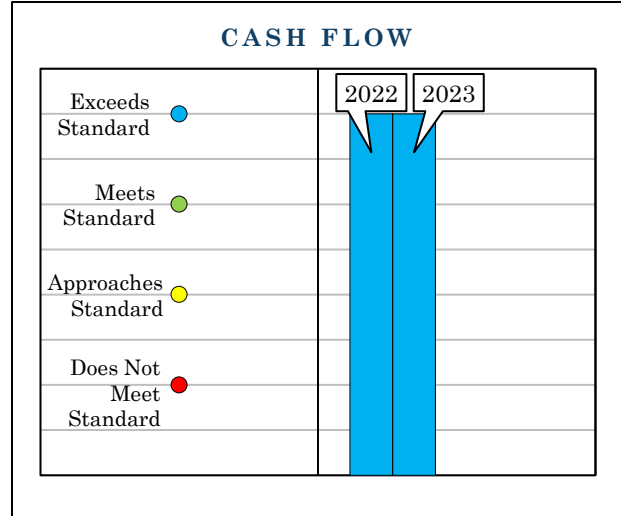 CASH FLOW
2022
2023
Exceeds
Standard
Meets
Standard
Approaches
Standard
Does Not
Meet
Standard